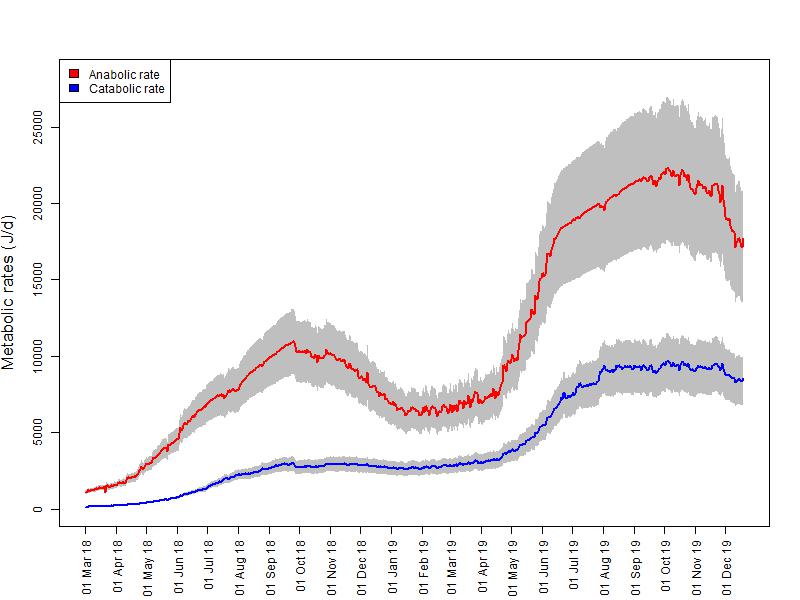 Anabolic rate
Catabolic rate
Metabolic rates (J/d)
25000
20000
15000
10000
5000
0
01 Mar 18
01 Apr 18
01 May 18
01 Jun 18
01 Jul 18
01 Aug 18
01 Sep 18
01 Oct 18
01 Nov 18
01 Dec 18
01 Jan 19
01 Feb 19
01 Mar 19
01 Apr 19
01 May 19
01 Jun 19
01 Jul 19
01 Aug 19
01 Sep 19
01 Oct 19
01 Nov 19
01 Dec 19